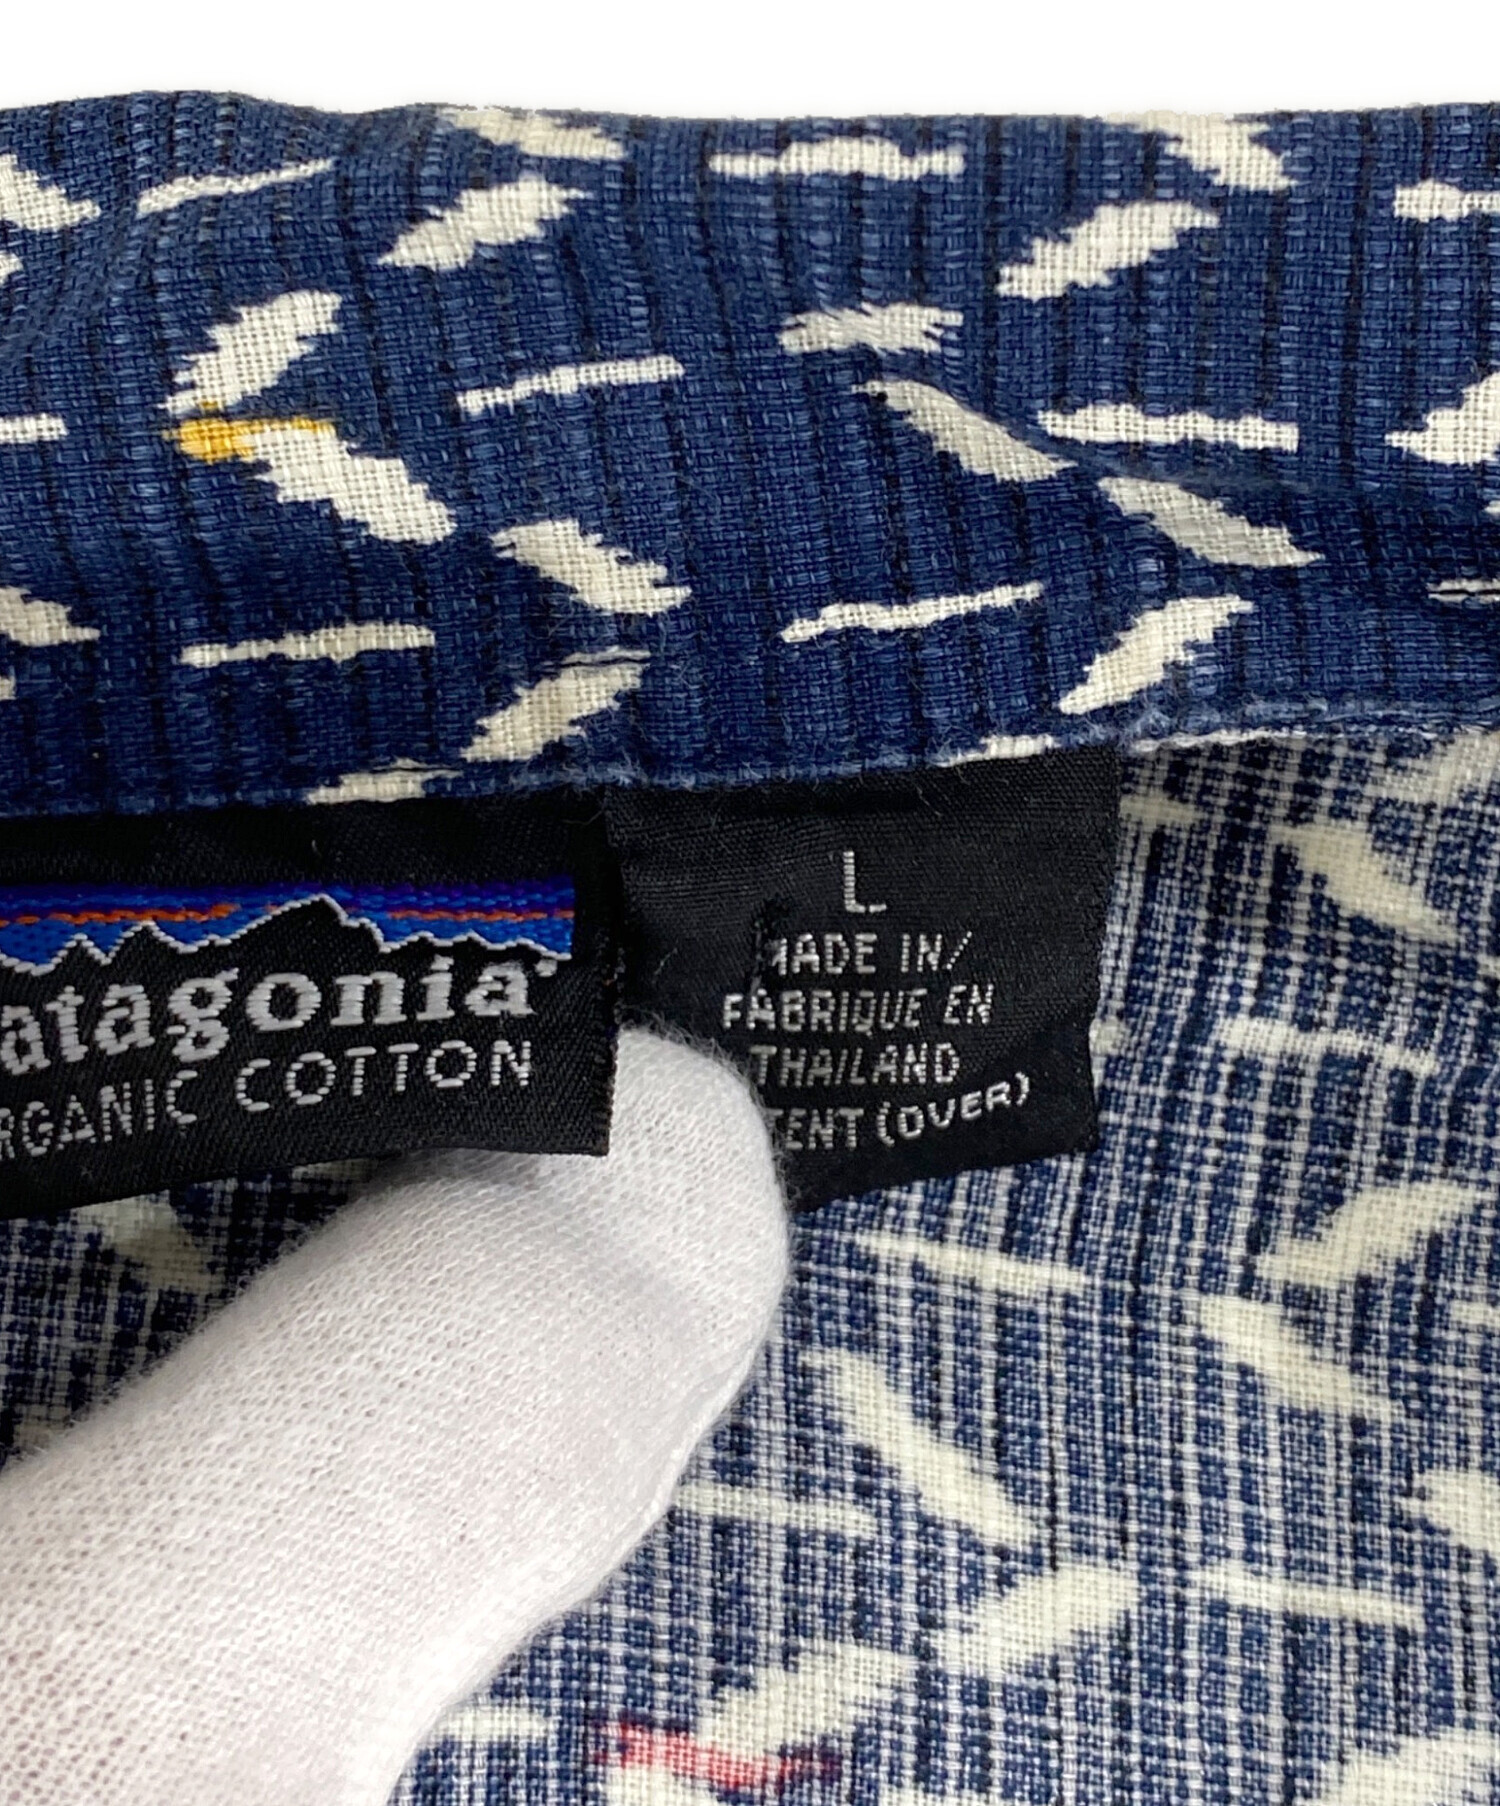 atagonia
RGANIC COTTON
L
MADE IN/
FABRIQUE EN
THAILAND
TENT (OVER)